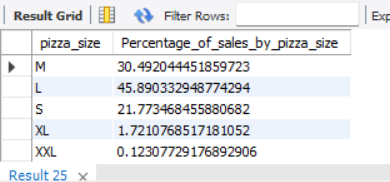 Result Grid Filter Rows: Exp
pizza_size Percentage_of_sales_by_pizza_size
M 30.492044451859723
L 45.890332948774294
S 21.773468455880682
XL 1.7210768517181052
XXL 0.12307729176892906
Result 25 ×